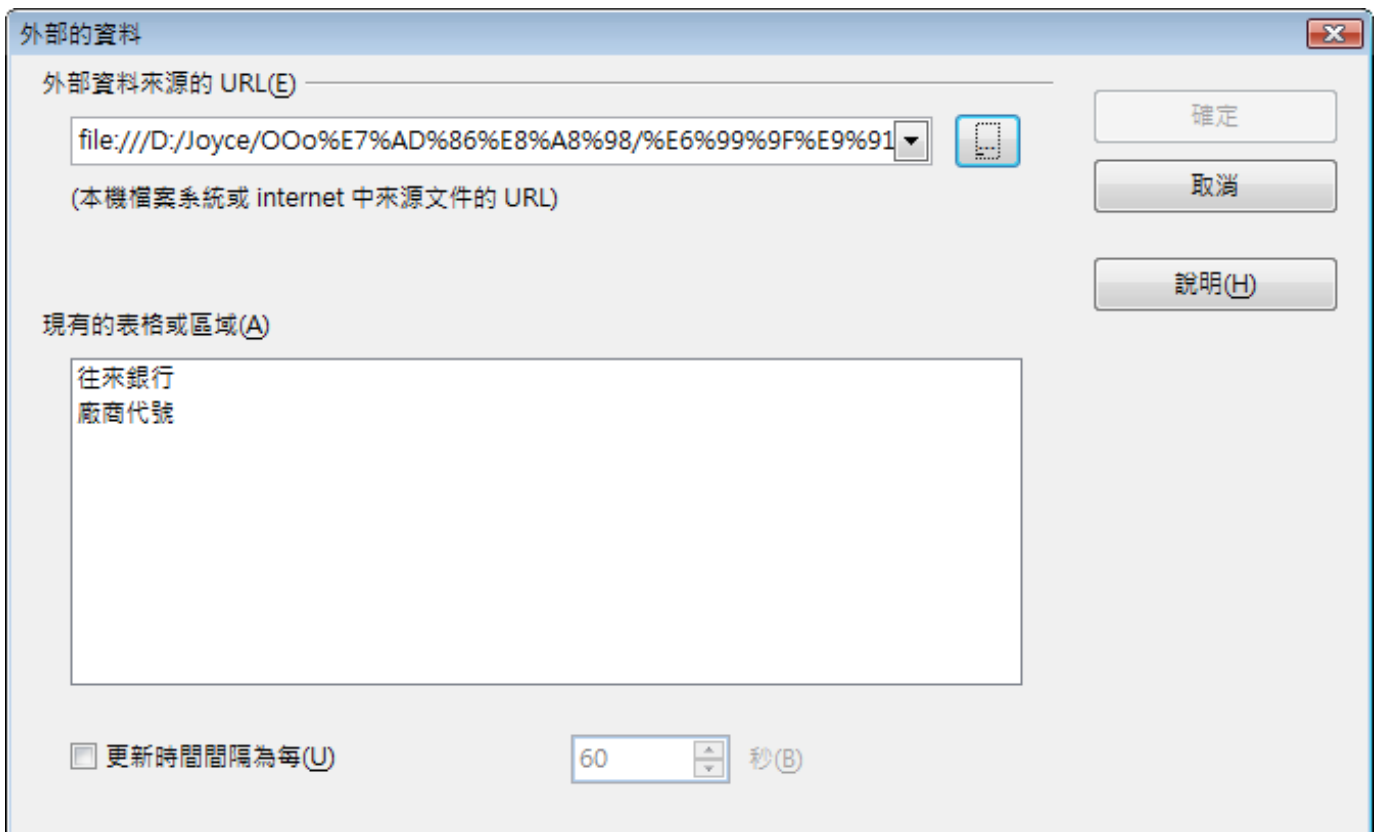 外部的資料
外部資料來源的 URL(E)
file:///D:/Joyce/OOo%E7%AD%86%E8%A8%98/%E6%99%9F%E9%91
確定
(本機檔案系統或 internet 中來源文件的 URL)
取消
說明(H)
現有的表格或區域(A)
往來銀行
廠商代號
更新時間間隔為每(U)
60
秒(B)